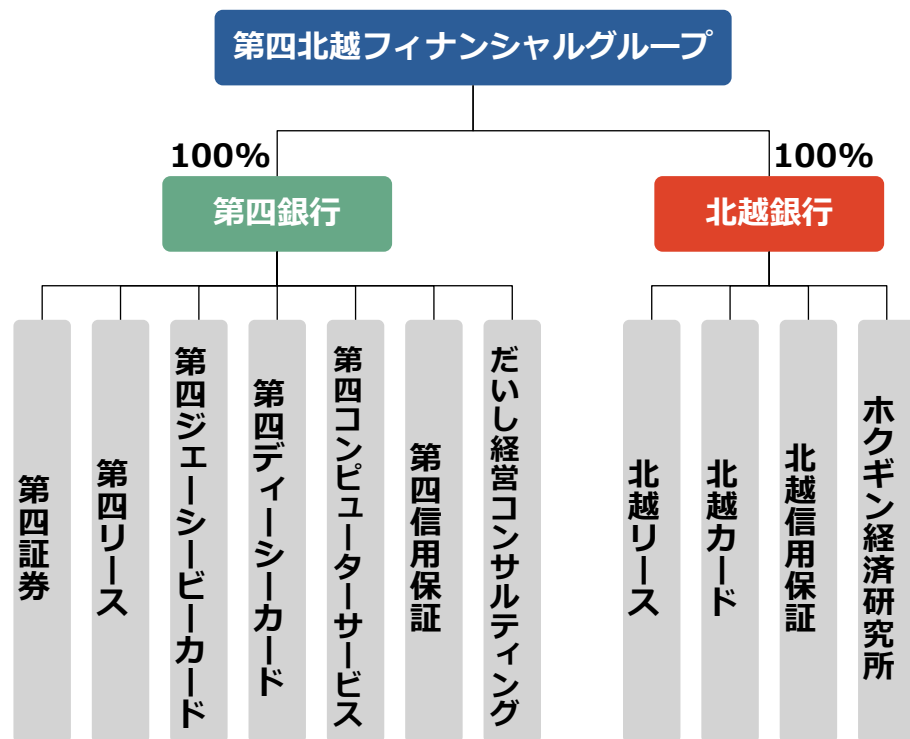 第四北越フィナンシャルグループ
100%
100%
第四銀行
北越銀行
第四証券
第四リース
第四ジェーシービーカード
第四ディーシーカード
第四コンピューターサービス
第四信用保証
だいし経営コンサルティング
北越リース
北越カード
北越信用保証
ホクギン経済研究所